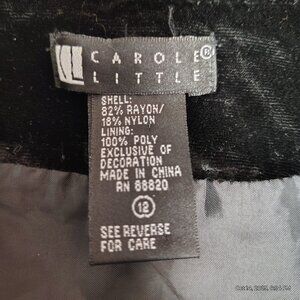 CAROLE®
LITTLE
SHELL:
82% RAYON/
18% NYLON
LINING:
100% POLY
EXCLUSIVE OF
DECORATION
MADE IN CHINA
RN 86820
12
SEE REVERSE
FOR CARE